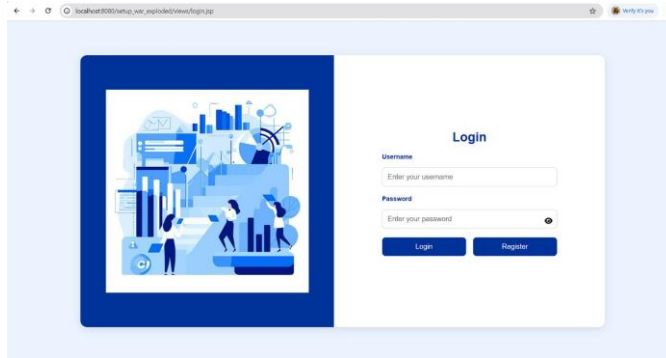 localhost:8080/setup_war_exploded/views/login.jsp
Verify it's you
Login
Username
Enter your username
Password
Enter your password
Login
Register